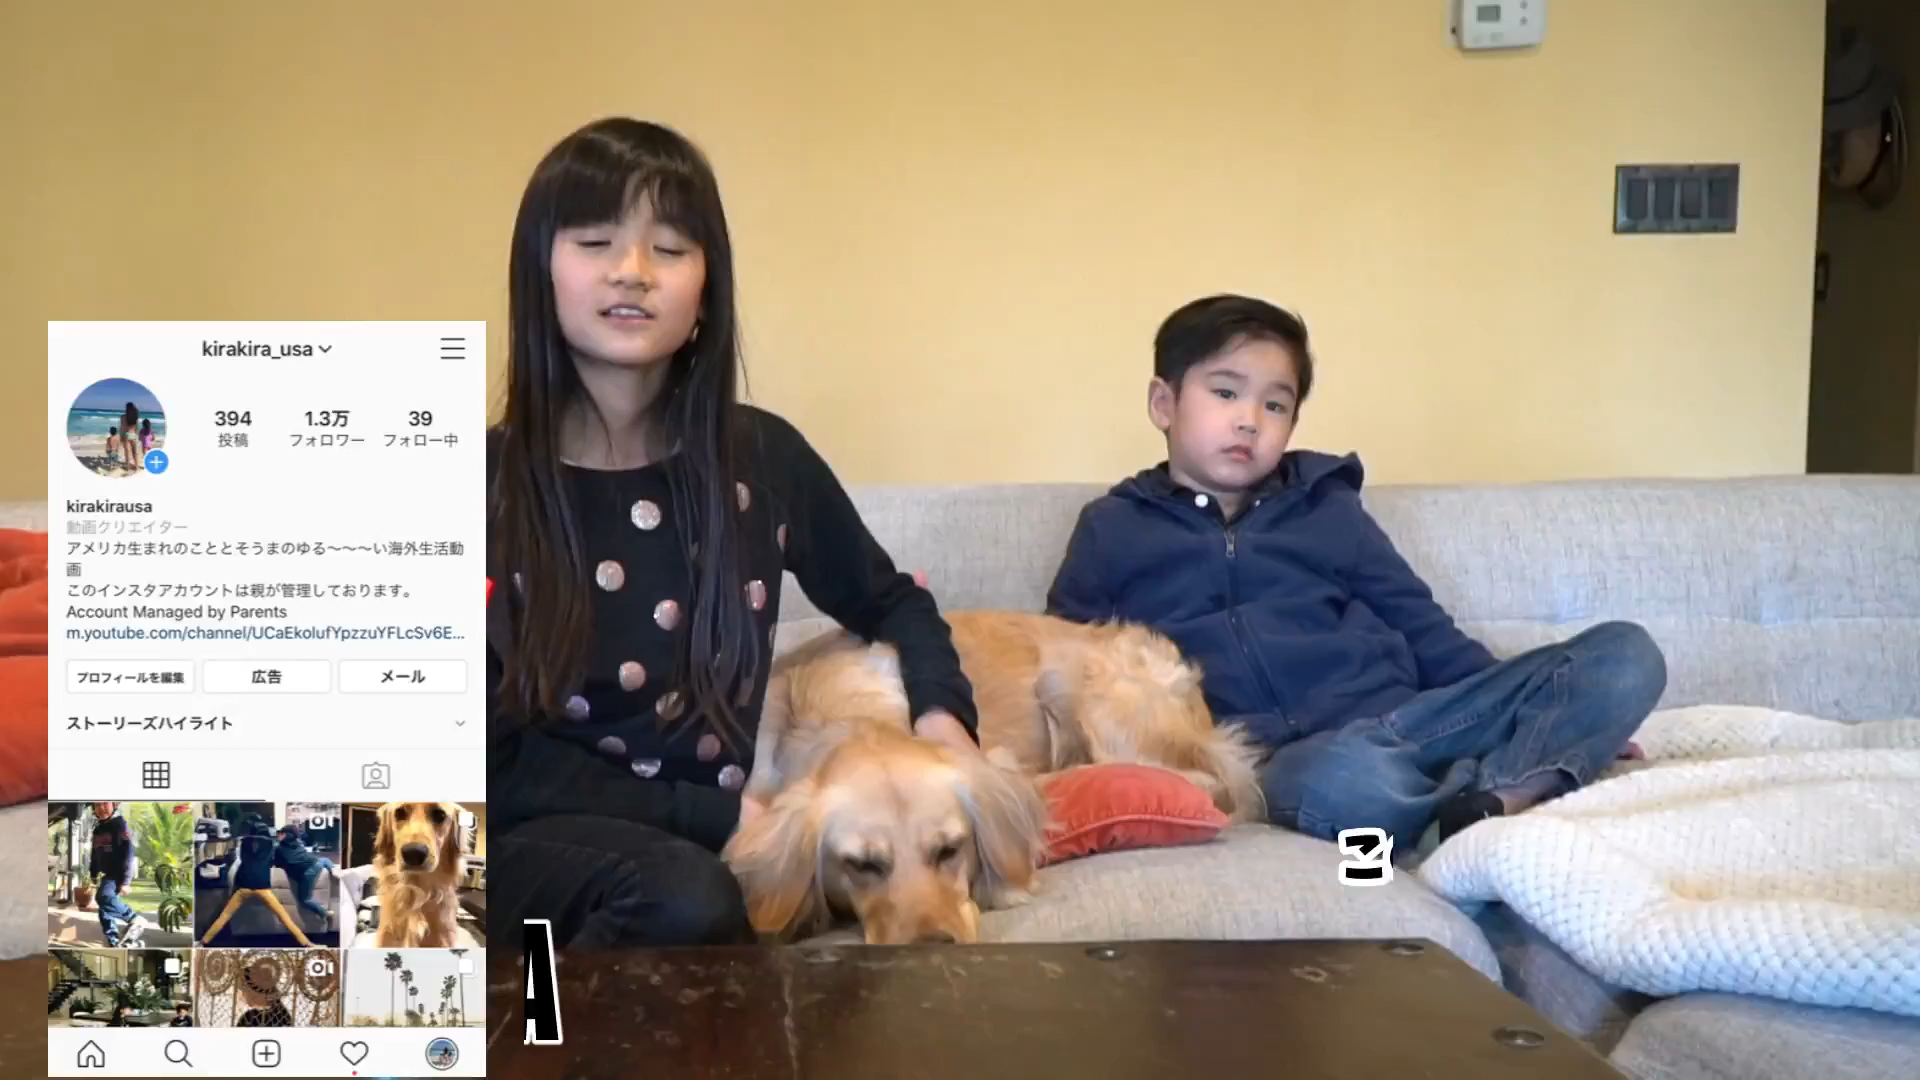 kirakira_usa
394
1.3万
39
投稿
フォロワー
フォロー中
kirakirausa
動画クリエイター
アメリカ生まれのこととそうまのゆる〜〜〜い海外生活動
画
このインスタアカウントは親が管理しております。
Account Managed by Parents
m.youtube.com/channel/UCaEkolufYpzzuYFLcSv6E...
プロフィールを編集
広告
メール
ストーリーズハイライト